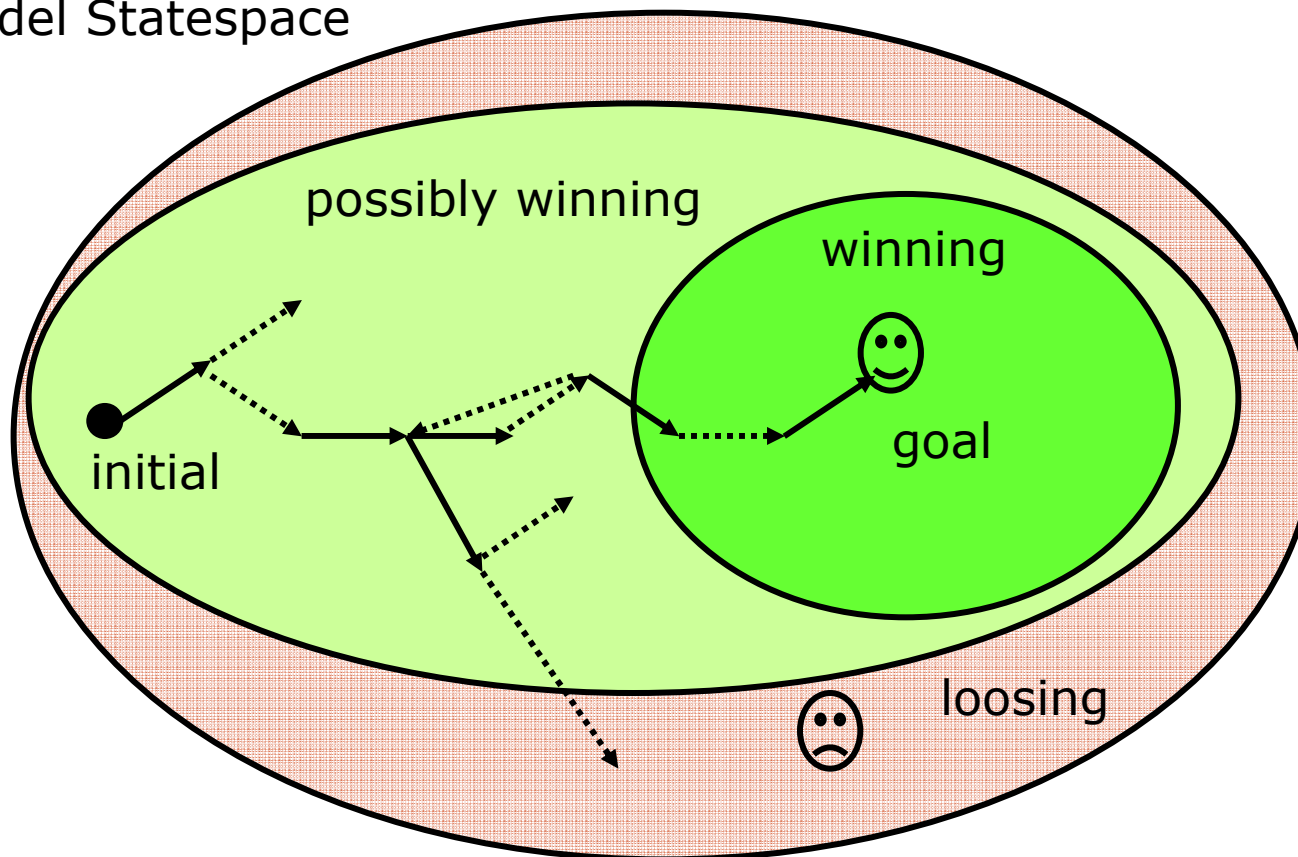 del Statespace
possibly winning
winning
goal
initial
loosing